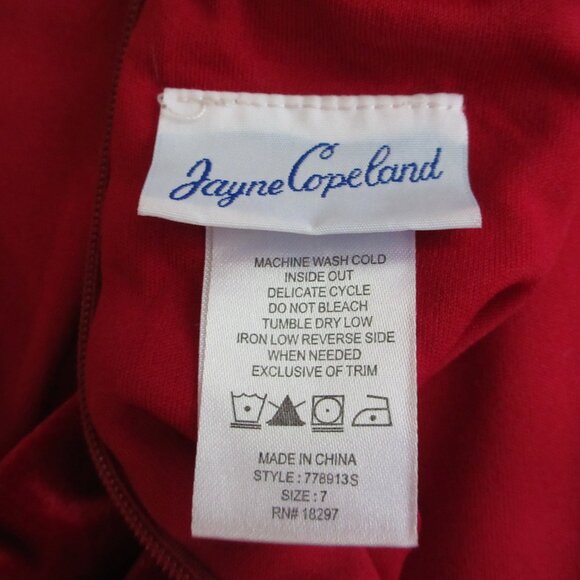 Jayne Copeland
MACHINE WASH COLD
INSIDE OUT
DELICATE CYCLE
DO NOT BLEACH
TUMBLE DRY LOW
IRON LOW REVERSE SIDE
WHEN NEEDED
EXCLUSIVE OF TRIM
MADE IN CHINA
STYLE : 778913S
SIZE : 7
RN# 18297